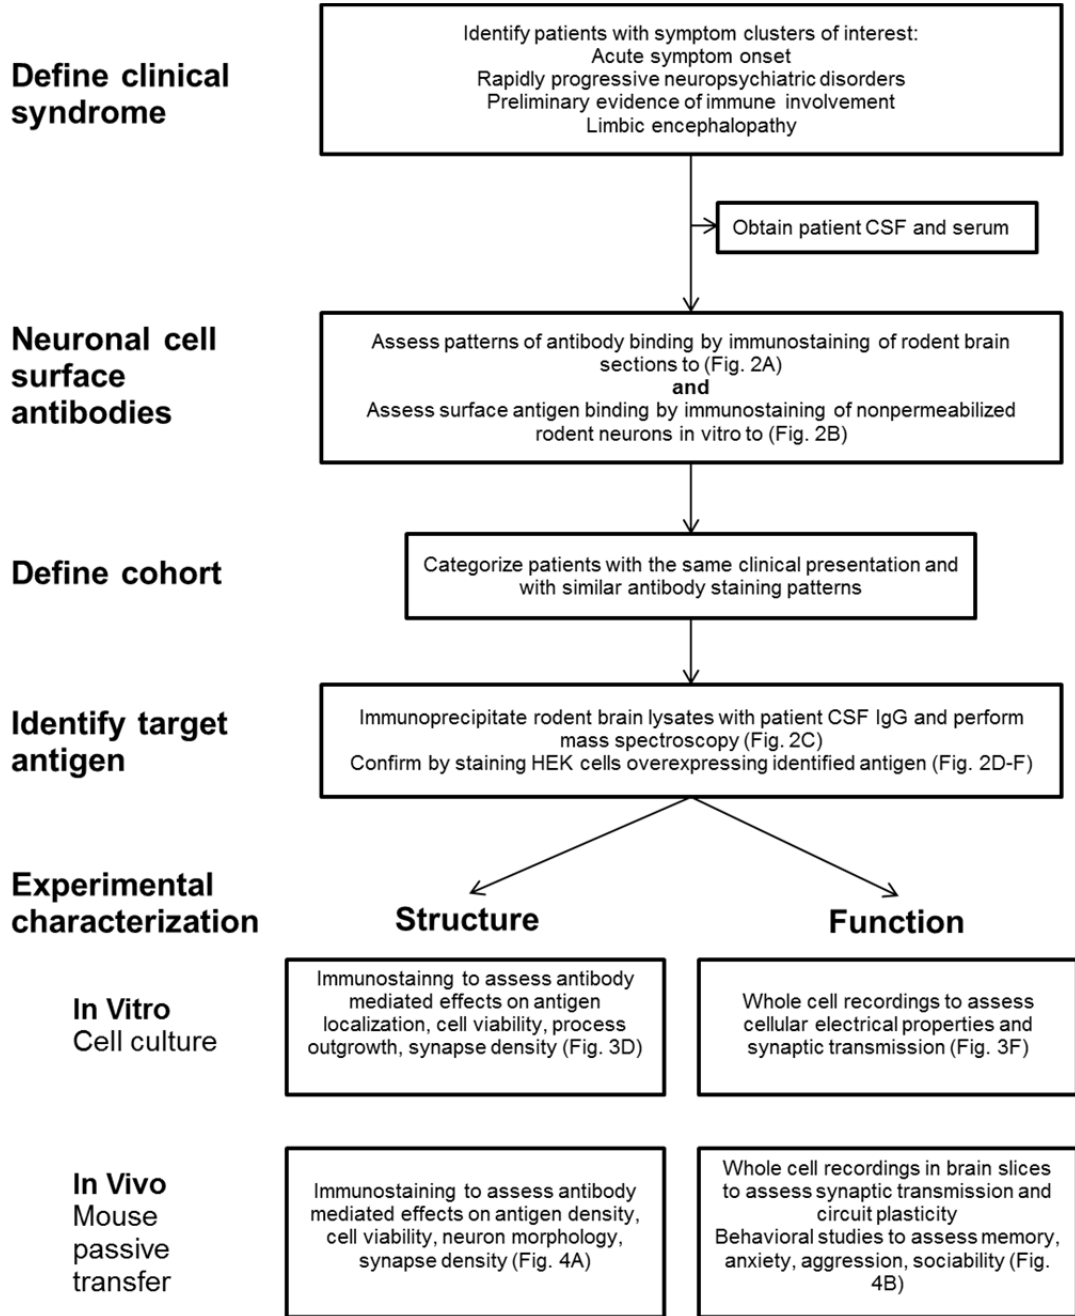 Define clinical
syndrome
Identify patients with symptom clusters of interest:
Acute symptom onset
Rapidly progressive neuropsychiatric disorders
Preliminary evidence of immune involvement
Limbic encephalopathy
Obtain patient CSF and serum
Neuronal cell
surface
antibodies
Assess patterns of antibody binding by immunostaining of rodent brain
sections to (Fig. 2A)
and
Assess surface antigen binding by immunostaining of nonpermeabilized
rodent neurons in vitro to (Fig. 2B)
Define cohort
Categorize patients with the same clinical presentation and
with similar antibody staining patterns
Identify target
antigen
Immunoprecipitate rodent brain lysates with patient CSF IgG and perform
mass spectroscopy (Fig. 2C)
Confirm by staining HEK cells overexpressing identified antigen (Fig. 2D-F)
Experimental
characterization
Structure
Function
In Vitro
Cell culture
Immunostainng to assess antibody
mediated effects on antigen
localization, cell viability, process
outgrowth, synapse density (Fig. 3D)
Whole cell recordings to assess
cellular electrical properties and
synaptic transmission (Fig. 3F)
In Vivo
Mouse
passive
transfer
Immunostaining to assess antibody
mediated effects on antigen density,
cell viability, neuron morphology,
synapse density (Fig. 4A)
Whole cell recordings in brain slices
to assess synaptic transmission and
circuit plasticity
Behavioral studies to assess memory,
anxiety, aggression, sociability (Fig.
4B)